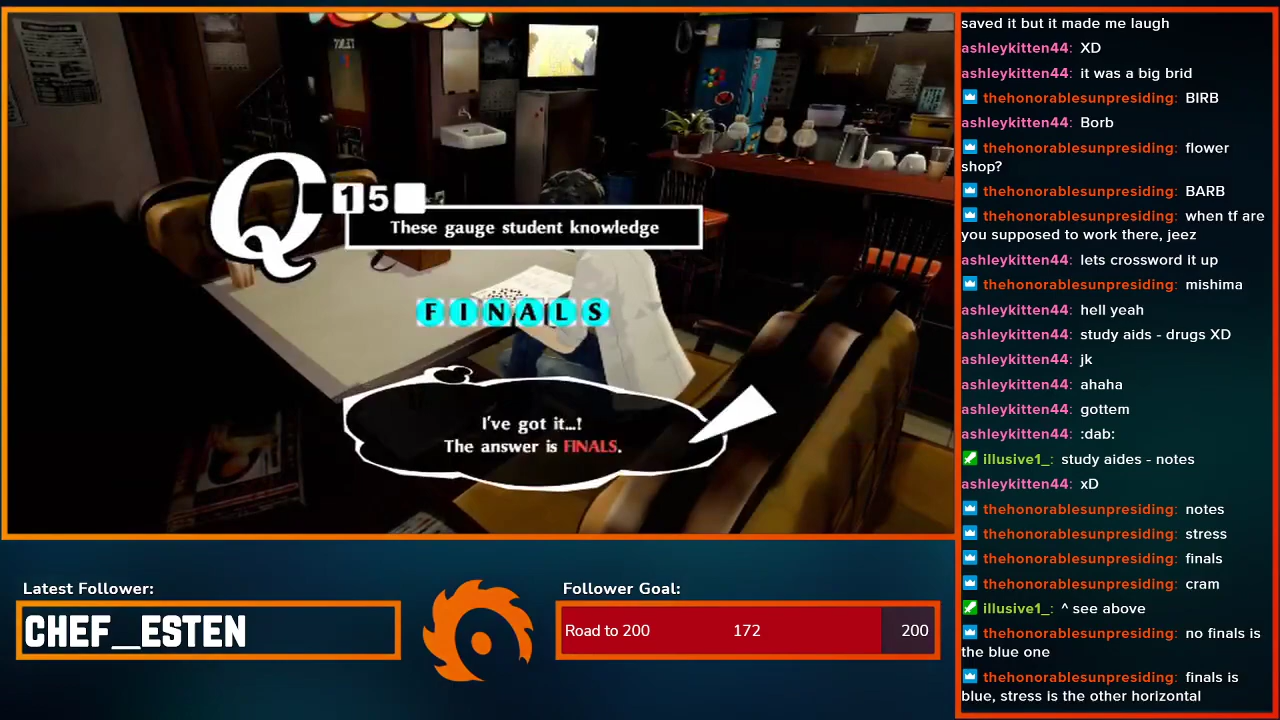 Q 15
These gauge student knowledge
FINALS
I've got it...!
The answer is FINALS.
Latest Follower:
CHEF_ESTEN
Follower Goal:
Road to 200 172 200
saved it but it made me laugh
ashleykitten44: XD
ashleykitten44: it was a big brid
thehonorablesunpresiding: BIRB
ashleykitten44: Borb
thehonorablesunpresiding: flower
shop?
thehonorablesunpresiding: BARB
thehonorablesunpresiding: when tf are
you supposed to work there, jeez
ashleykitten44: lets crossword it up
thehonorablesunpresiding: mishima
ashleykitten44: hell yeah
ashleykitten44: study aids - drugs XD
ashleykitten44: jk
ashleykitten44: ahaha
ashleykitten44: gottem
ashleykitten44: :dab:
illusive1_: study aides - notes
ashleykitten44: xD
thehonorablesunpresiding: notes
thehonorablesunpresiding: stress
thehonorablesunpresiding: finals
thehonorablesunpresiding: cram
illusive1_: ^ see above
thehonorablesunpresiding: no finals is
the blue one
thehonorablesunpresiding: finals is
blue, stress is the other horizontal